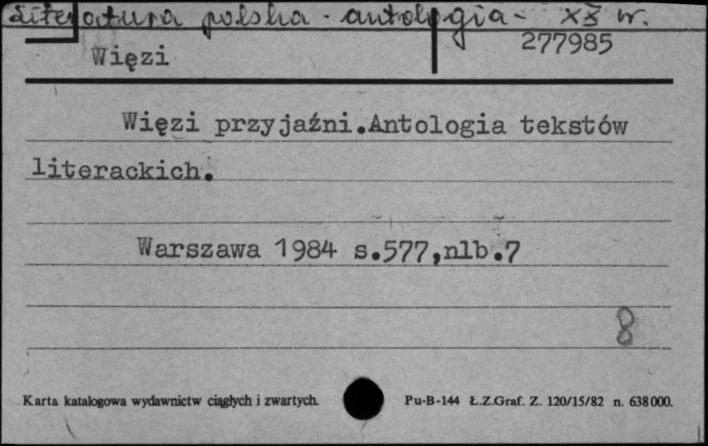 Literatura polska - antologia - XX w.
Więzi 277985
Więzi przyjaźni.Antologia tekstów
literackich.
Warszawa 1984 s.577,nlb.7
8
Karta katalogowa wydawnictw ciągłych i zwartych. Pu-B-144 Ł.Z.Graf. Z. 120/15/82 n. 638000.